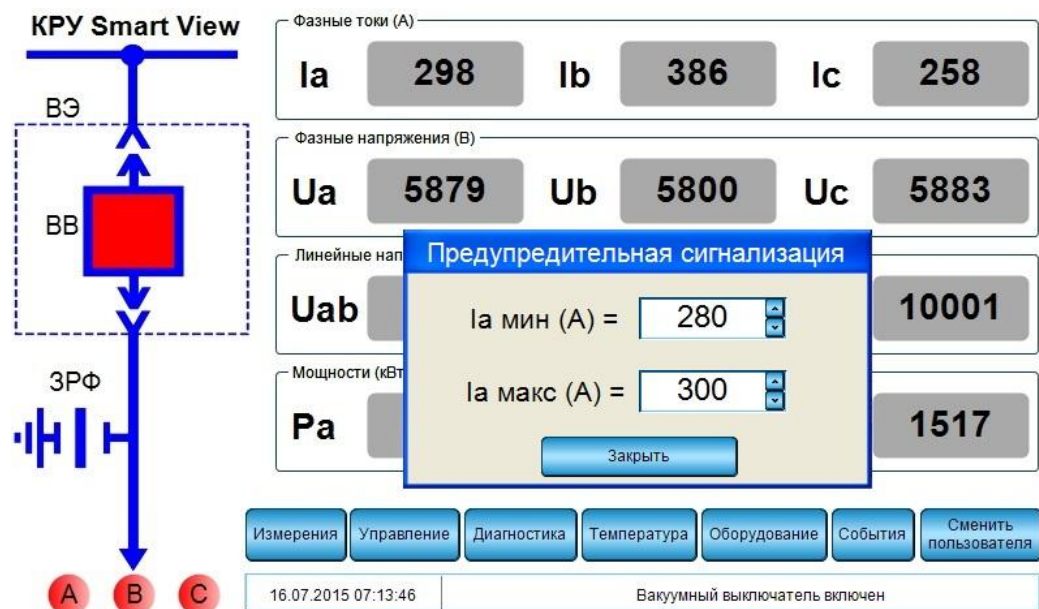 КРУ Smart View
ВЭ
ВВ
ЗРФ
А В С
Фазные токи (А)
Ia 298 Ib 386 Ic 258
Фазные напряжения (В)
Ua 5879 Ub 5800 Uc 5883
Линейные нап
Uab 10001
Мощности (кВт
Pa 1517
Предупредительная сигнализация
Ia мин (А) = 280
Ia макс (А) = 300
Закрыть
Измерения Управление Диагностика Температура Оборудование События Сменить пользователя
16.07.2015 07:13:46 Вакуумный выключатель включен